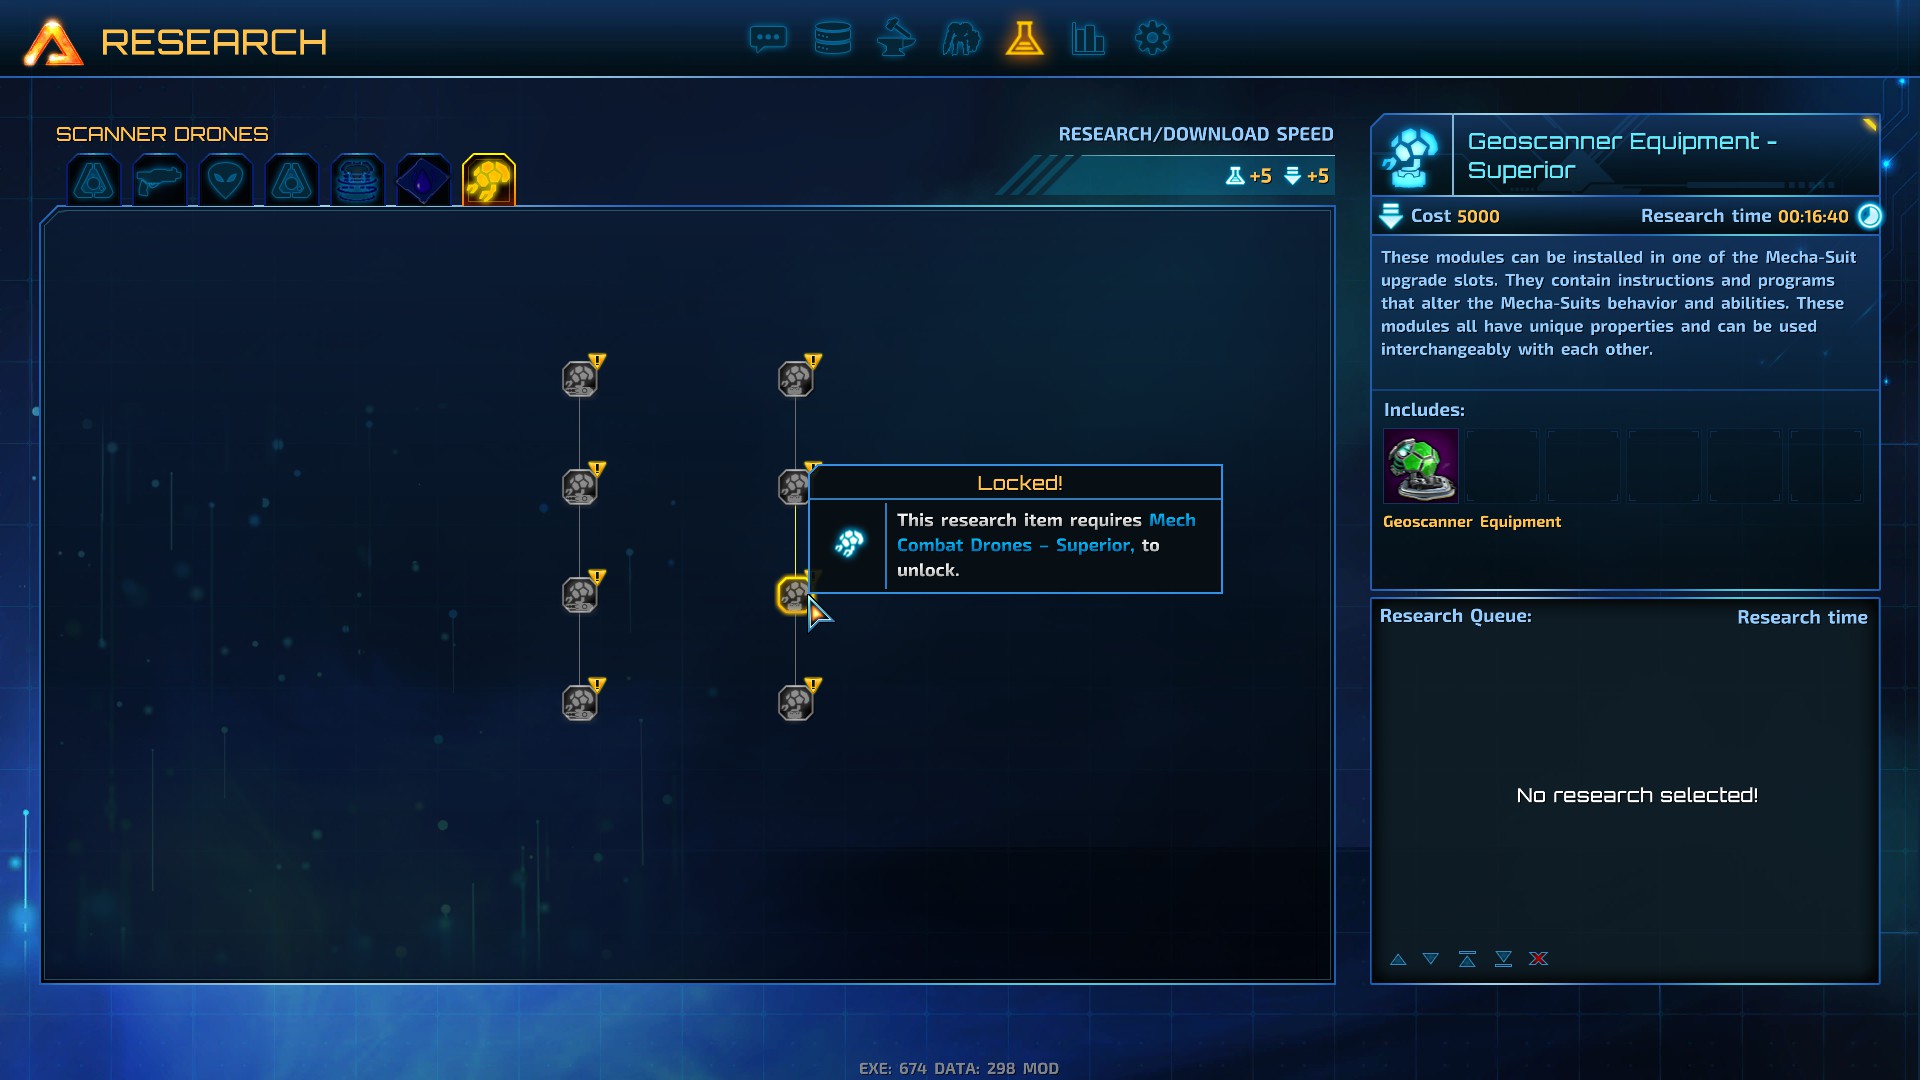 RESEARCH
SCANNER DRONES
RESEARCH/DOWNLOAD SPEED
+5 +5
Locked!
This research item requires Mech
Combat Drones – Superior, to
unlock.
Geoscanner Equipment -
Superior
Cost 5000 Research time 00:16:40
These modules can be installed in one of the Mecha-Suit
upgrade slots. They contain instructions and programs
that alter the Mecha-Suits behavior and abilities. These
modules all have unique properties and can be used
interchangeably with each other.
Includes:
Geoscanner Equipment
Research Queue: Research time
No research selected!
EXE: 674 DATA: 298 MOD